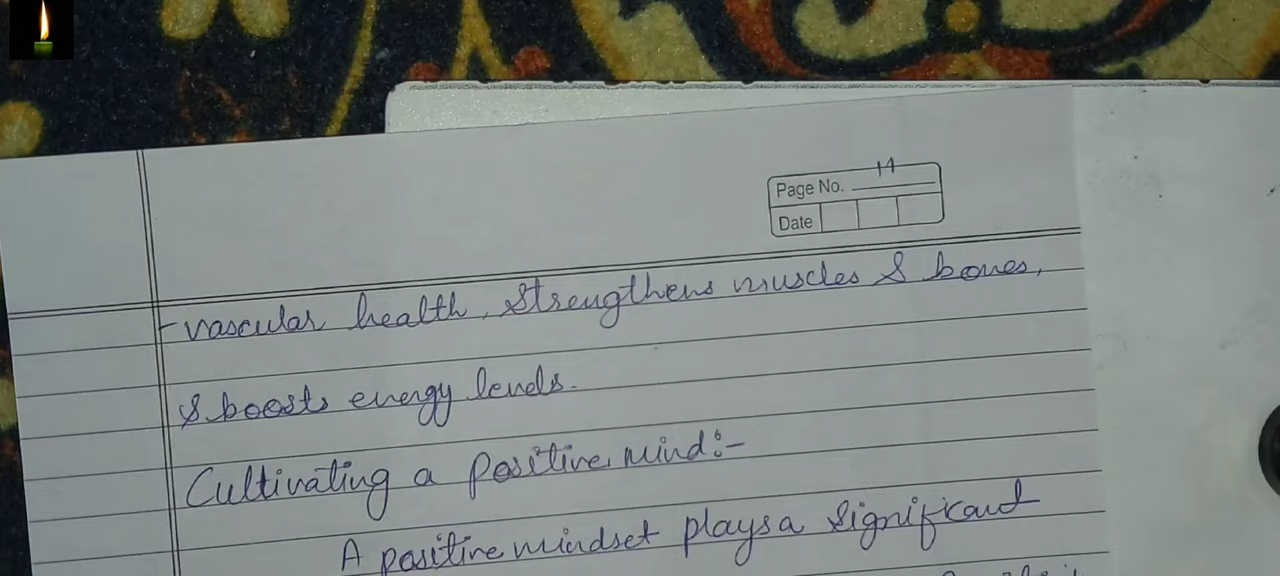 Page No. 14
Date
-vascular health, strengthens muscles & bones,
& boosts energy levels.
Cultivating a positive mind:-
A positive mindset plays a significant